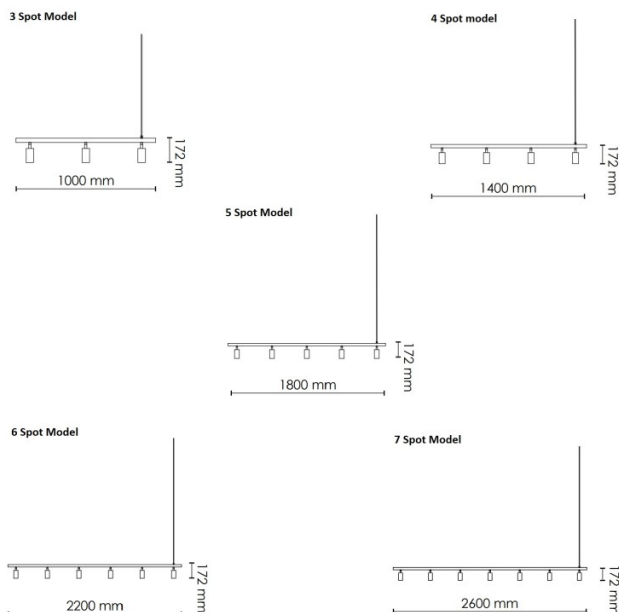 3 Spot Model
172 mm
1000 mm
4 Spot model
172 mm
1400 mm
5 Spot Model
172 mm
1800 mm
6 Spot Model
172 mm
2200 mm
7 Spot Model
172 mm
2600 mm